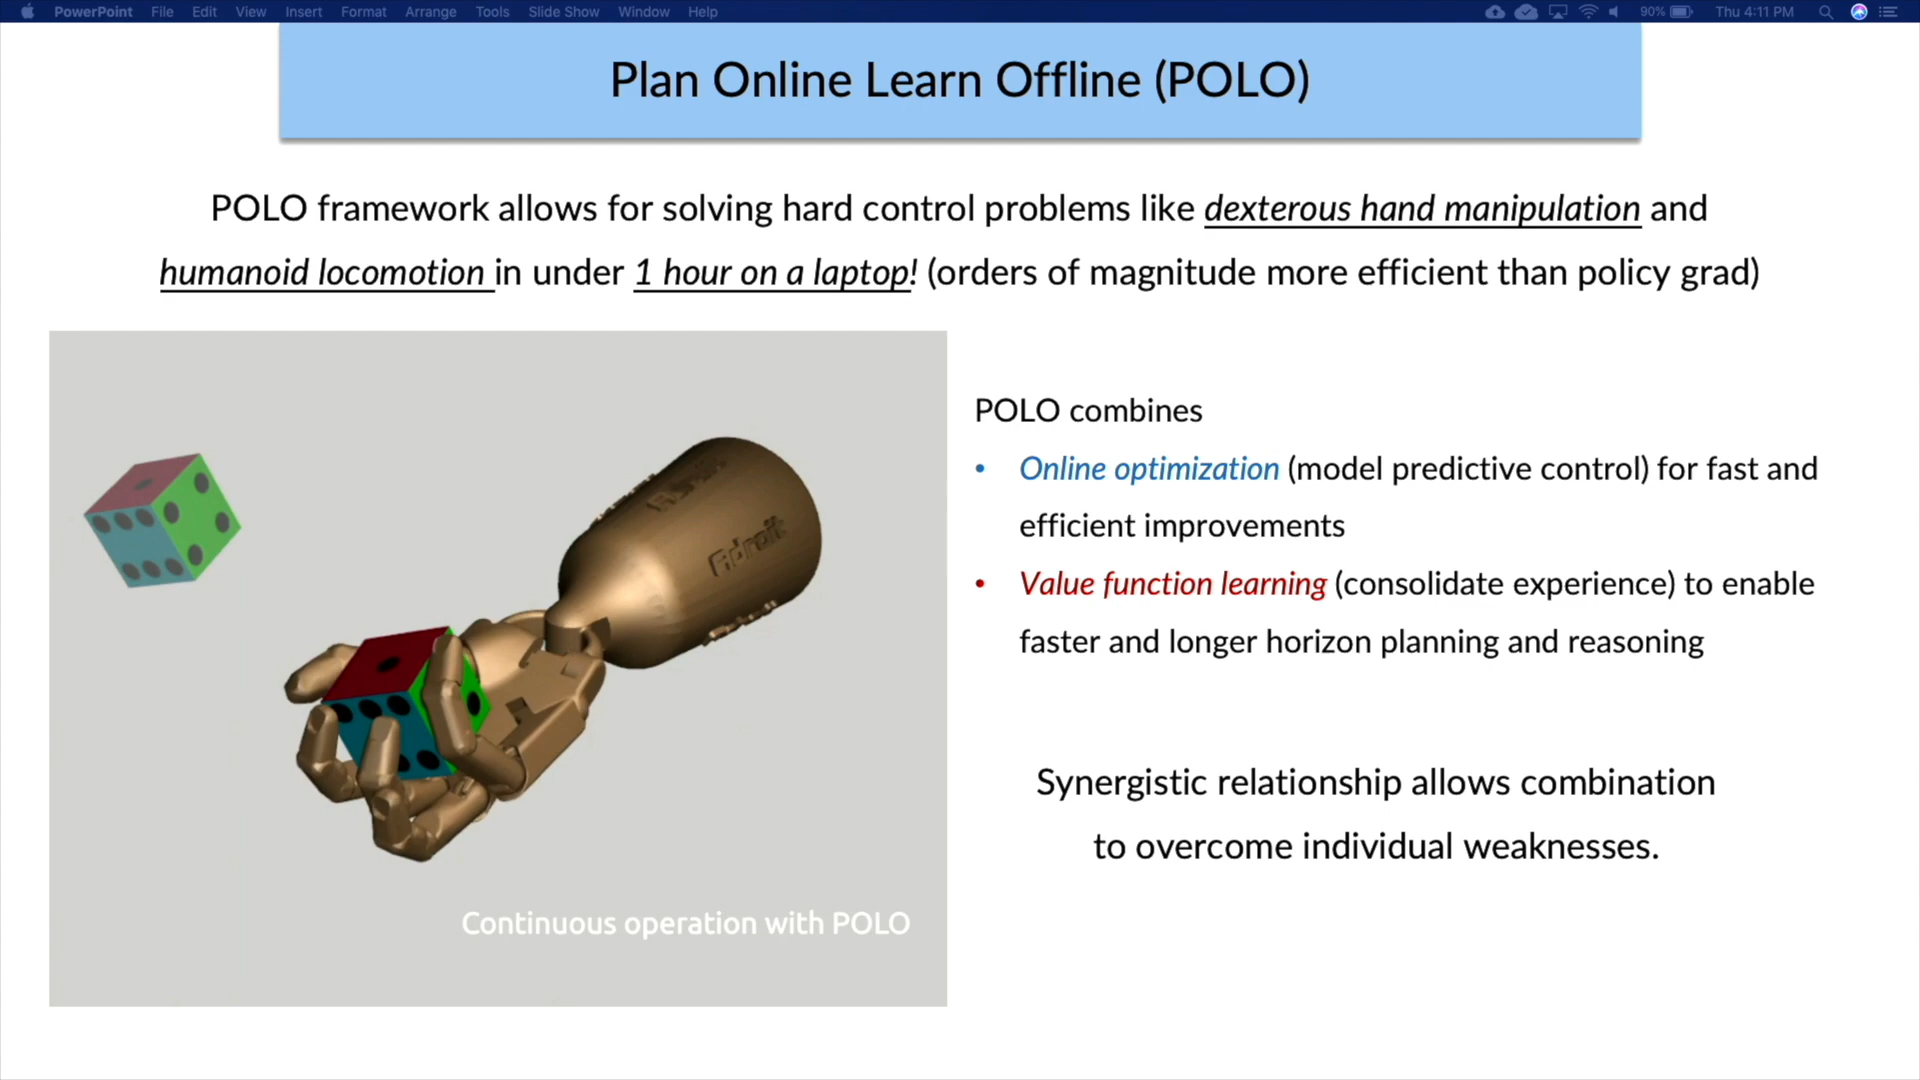 PowerPoint File Edit View Insert Format Arrange Tools Slide Show Window Help 90% Thu 4:11 PM
Plan Online Learn Offline (POLO)
POLO framework allows for solving hard control problems like dexterous hand manipulation and
humanoid locomotion in under 1 hour on a laptop! (orders of magnitude more efficient than policy grad)
Adroit
Continuous operation with POLO
POLO combines
• Online optimization (model predictive control) for fast and
efficient improvements
• Value function learning (consolidate experience) to enable
faster and longer horizon planning and reasoning
Synergistic relationship allows combination
to overcome individual weaknesses.